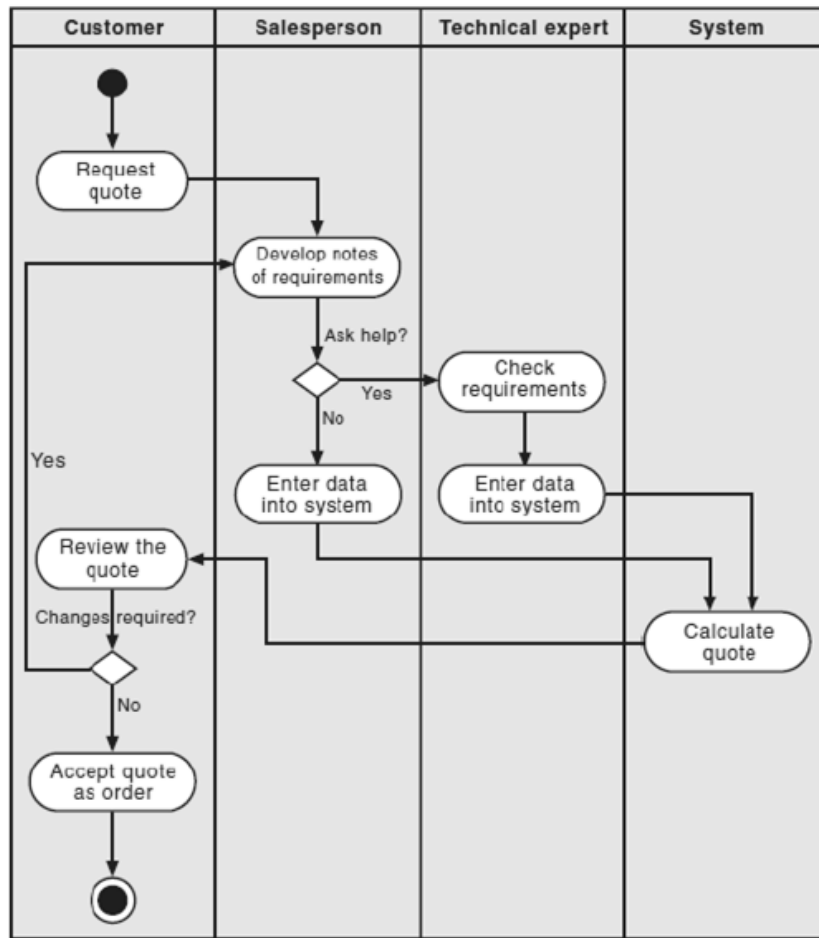 Customer
Salesperson
Technical expert
System
Request
quote
Develop notes
of requirements
Ask help?
Yes
No
Check
requirements
Enter data
into system
Enter data
into system
Yes
Review the
quote
Changes required?
Calculate
quote
No
Accept quote
as order